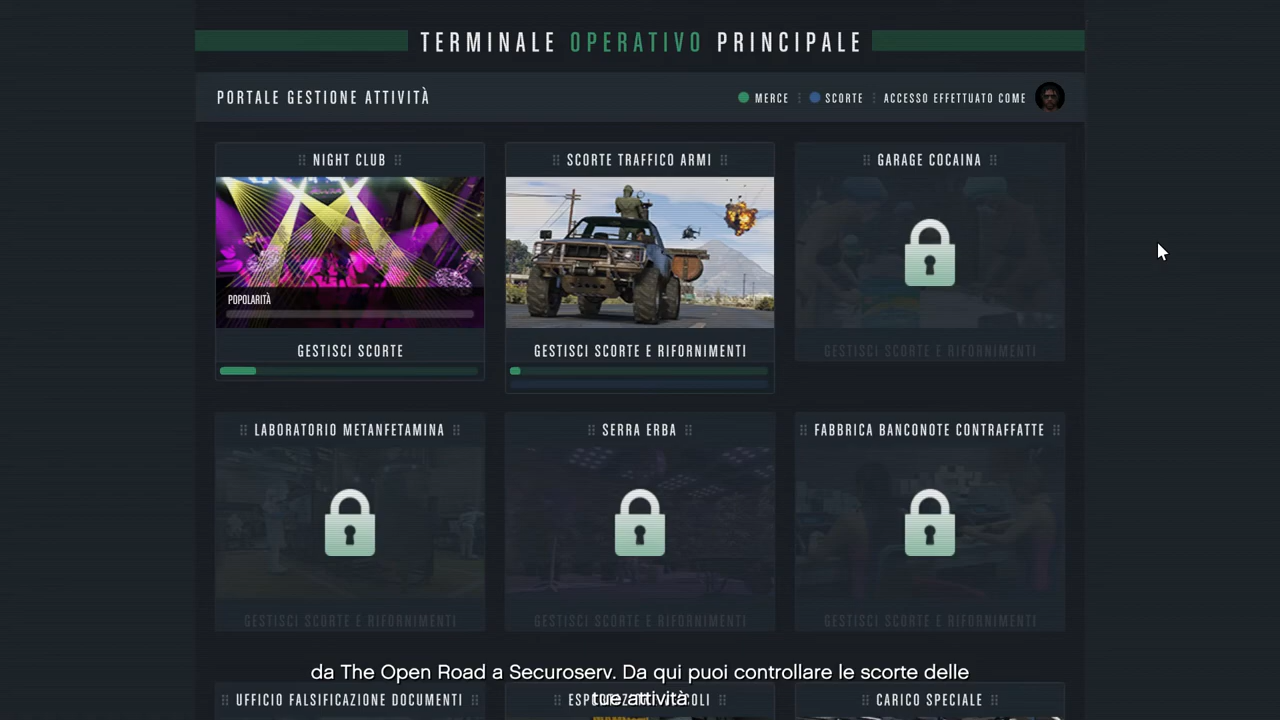 TERMINALE OPERATIVO PRINCIPALE
PORTALE GESTIONE ATTIVITÀ
MERCE
SCORTE
ACCESSO EFFETTUATO COME
NIGHT CLUB
SCORTE TRAFFICO ARMI
GARAGE COCAINA
POPOLARITÀ
GESTISCI SCORTE
GESTISCI SCORTE E RIFORNIMENTI
GESTISCI SCORTE E RIFORNIMENTI
LABORATORIO METANFETAMINA
SERRA ERBA
FABBRICA BANCONOTE CONTRAFFATTE
GESTISCI SCORTE E RIFORNIMENTI
GESTISCI SCORTE E RIFORNIMENTI
GESTISCI SCORTE E RIFORNIMENTI
da The Open Road a Securoserv. Da qui puoi controllare le scorte delle
tue attività
UFFICIO FALSIFICAZIONE DOCUMENTI
CARICO SPECIALE